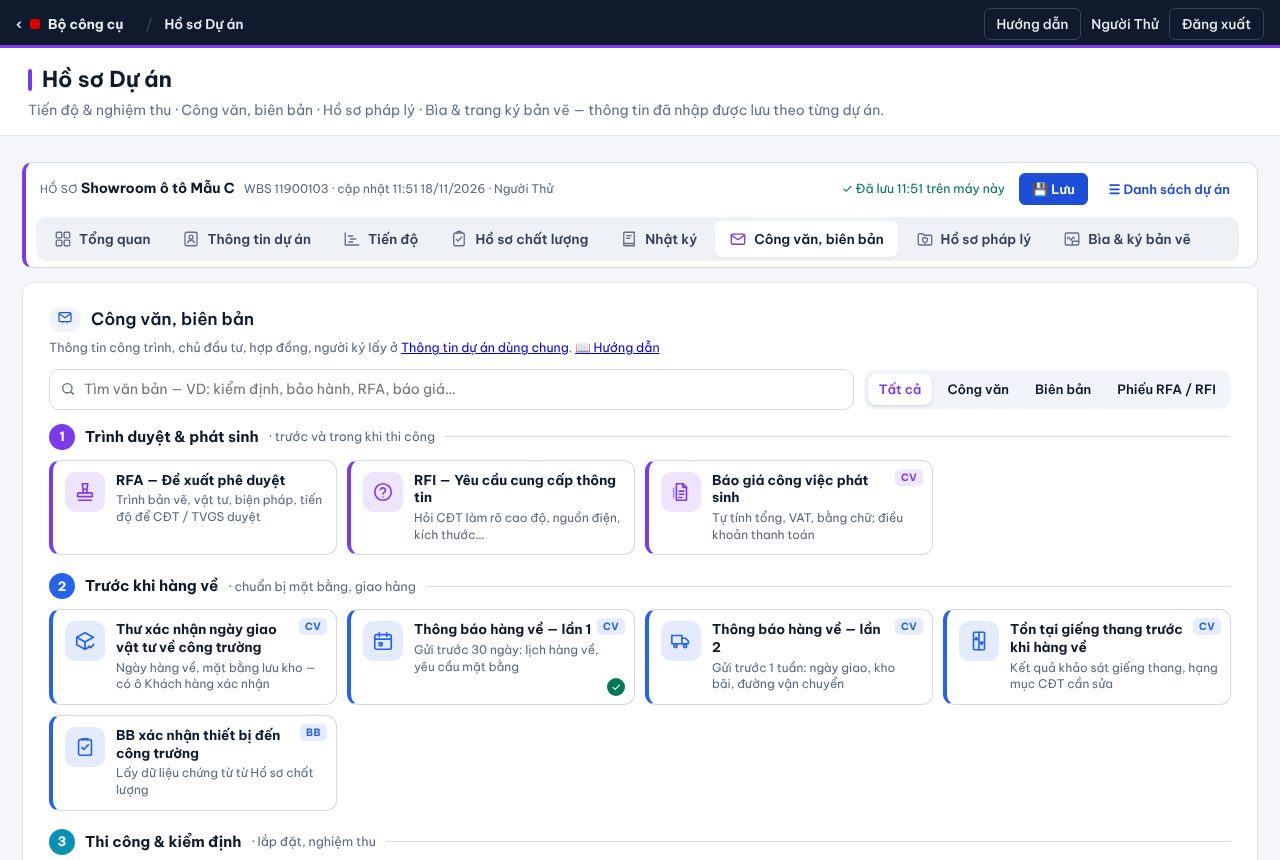 ‹ Bộ công cụ / Hồ sơ Dự án
Hướng dẫn Người Thử Đăng xuất
Hồ sơ Dự án
Tiến độ & nghiệm thu · Công văn, biên bản · Hồ sơ pháp lý · Bìa & trang ký bản vẽ — thông tin đã nhập được lưu theo từng dự án.
HỒ SƠ Showroom ô tô Mẫu C WBS 11900103 · cập nhật 11:51 18/11/2026 · Người Thử
✓ Đã lưu 11:51 trên máy này
💾 Lưu
☰ Danh sách dự án
Tổng quan
Thông tin dự án
Tiến độ
Hồ sơ chất lượng
Nhật ký
Công văn, biên bản
Hồ sơ pháp lý
Bìa & ký bản vẽ
Công văn, biên bản
Thông tin công trình, chủ đầu tư, hợp đồng, người ký lấy ở Thông tin dự án dùng chung. 📖 Hướng dẫn
Tìm văn bản — VD: kiểm định, bảo hành, RFA, báo giá...
Tất cả
Công văn
Biên bản
Phiếu RFA / RFI
1 Trình duyệt & phát sinh · trước và trong khi thi công
RFA — Đề xuất phê duyệt
Trình bản vẽ, vật tư, biện pháp, tiến
độ để CĐT / TVGS duyệt
RFI — Yêu cầu cung cấp thông
tin
Hỏi CĐT làm rõ cao độ, nguồn điện,
kích thước...
Báo giá công việc phát
sinh
CV
Tự tính tổng, VAT, bằng chữ; điều
khoản thanh toán
2 Trước khi hàng về · chuẩn bị mặt bằng, giao hàng
Thư xác nhận ngày giao
vật tư về công trường
CV
Ngày hàng về, mặt bằng lưu kho —
có ô Khách hàng xác nhận
Thông báo hàng về — lần 1
CV
Gửi trước 30 ngày: lịch hàng về,
yêu cầu mặt bằng
Thông báo hàng về — lần
2
CV
Gửi trước 1 tuần: ngày giao, kho
bãi, đường vận chuyển
Tồn tại giếng thang trước
khi hàng về
CV
Kết quả khảo sát giếng thang, hạng
mục CĐT cần sửa
BB xác nhận thiết bị đến
công trường
BB
Lấy dữ liệu chứng từ từ Hồ sơ chất
lượng
3 Thi công & kiểm định · lắp đặt, nghiệm thu